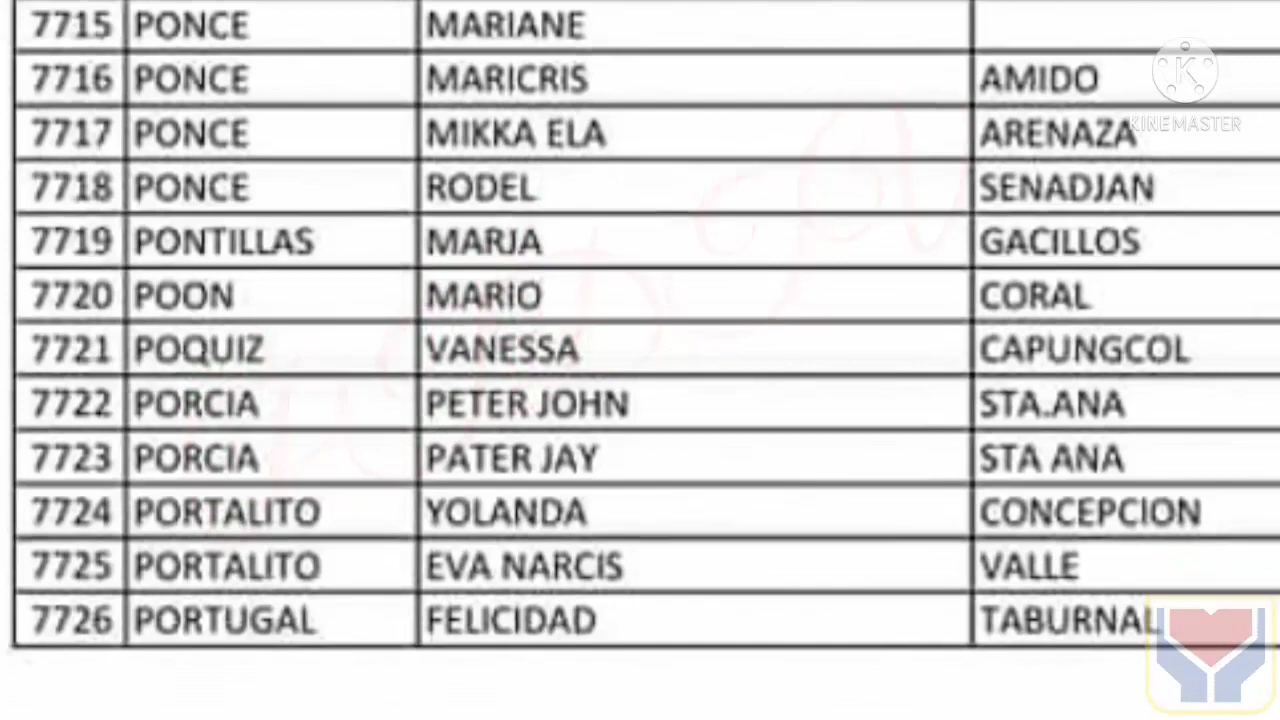 7715 PONCE MARIANE
7716 PONCE MARICRIS AMIDO
7717 PONCE MIKKA ELA ARENAZA
7718 PONCE RODEL SENADJAN
7719 PONTILLAS MARJA GACILLOS
7720 POON MARIO CORAL
7721 POQUIZ VANESSA CAPUNGCOL
7722 PORCIA PETER JOHN STA.ANA
7723 PORCIA PATER JAY STA ANA
7724 PORTALITO YOLANDA CONCEPCION
7725 PORTALITO EVA NARCIS VALLE
7726 PORTUGAL FELICIDAD TABURNAL
K
KINEMASTER